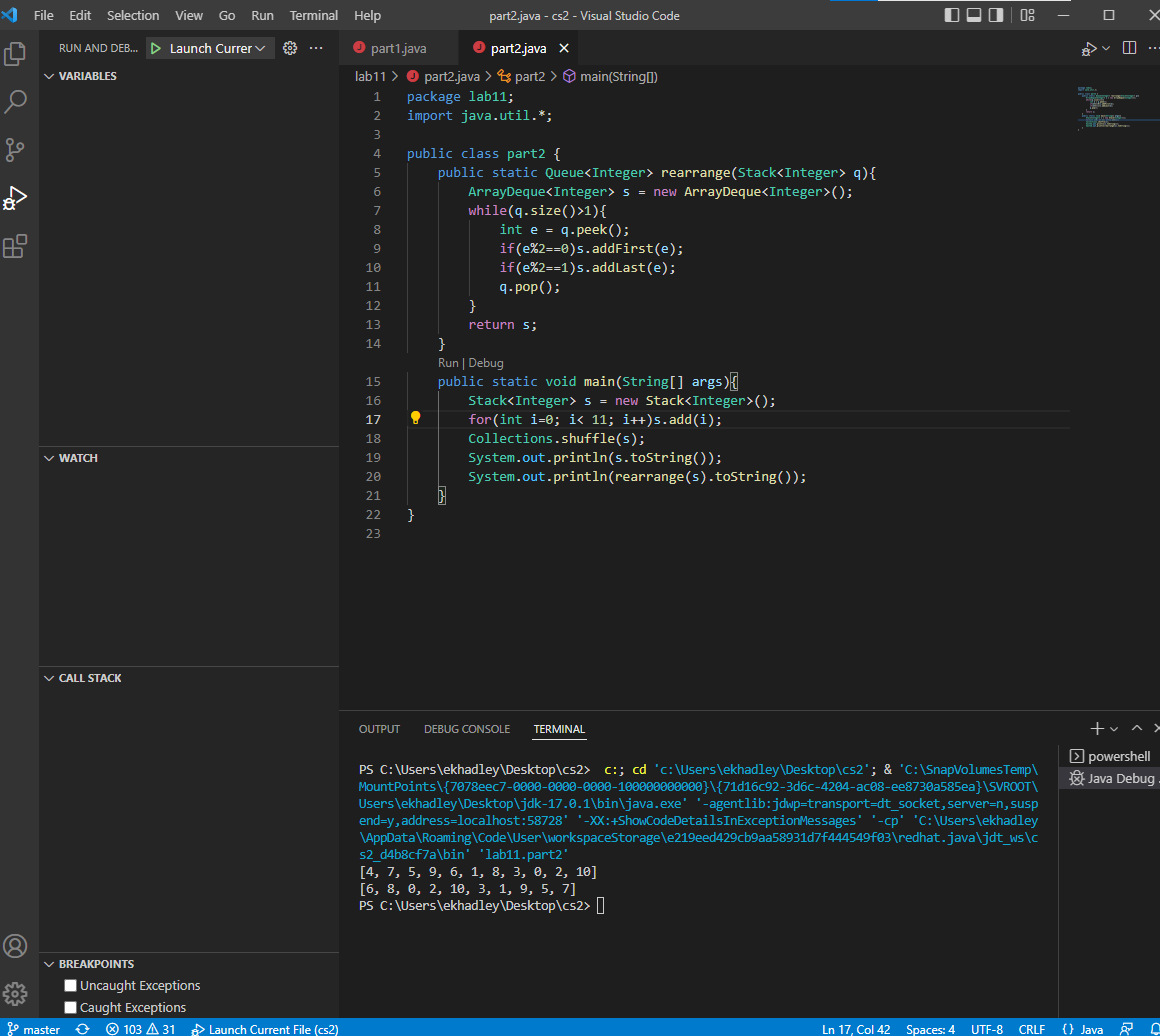 File Edit Selection View Go Run Terminal Help part2.java - cs2 - Visual Studio Code
RUN AND DEB... Launch Currer
part1.java part2.java
VARIABLES
lab11 > part2.java > part2 > main(String[])
1 package lab11;
2 import java.util.*;
3
4 public class part2 {
5 public static Queue<Integer> rearrange(Stack<Integer> q){
6 ArrayDeque<Integer> s = new ArrayDeque<Integer>();
7 while(q.size()>1){
8 int e = q.peek();
9 if(e%2==0)s.addFirst(e);
10 if(e%2==1)s.addLast(e);
11 q.pop();
12 }
13 return s;
14 }
Run | Debug
15 public static void main(String[] args){
16 Stack<Integer> s = new Stack<Integer>();
17 for(int i=0; i< 11; i++)s.add(i);
18 Collections.shuffle(s);
19 System.out.println(s.toString());
20 System.out.println(rearrange(s).toString());
21 }
22 }
23
WATCH
CALL STACK
BREAKPOINTS
Uncaught Exceptions
Caught Exceptions
OUTPUT DEBUG CONSOLE TERMINAL
powershell
Java Debug
PS C:\Users\ekhadley\Desktop\cs2> c:; cd 'c:\Users\ekhadley\Desktop\cs2'; & 'C:\SnapVolumesTemp\
MountPoints\{7078eec7-0000-0000-0000-100000000000}\{71d16c92-3d6c-4204-ac08-ee8730a585ea}\SVROOT\
Users\ekhadley\Desktop\jdk-17.0.1\bin\java.exe' '-agentlib:jdwp=transport=dt_socket,server=n,susp
end=y,address=localhost:58728' '-XX:+ShowCodeDetailsInExceptionMessages' '-cp' 'C:\Users\ekhadley
\AppData\Roaming\Code\User\workspaceStorage\e219eed429cb9aa58931d7f444549f03\redhat.java\jdt_ws\c
s2_d4b8cf7a\bin' 'lab11.part2'
[4, 7, 5, 9, 6, 1, 8, 3, 0, 2, 10]
[6, 8, 0, 2, 10, 3, 1, 9, 5, 7]
PS C:\Users\ekhadley\Desktop\cs2>
master 103 31 Launch Current File (cs2) Ln 17, Col 42 Spaces: 4 UTF-8 CRLF {} Java